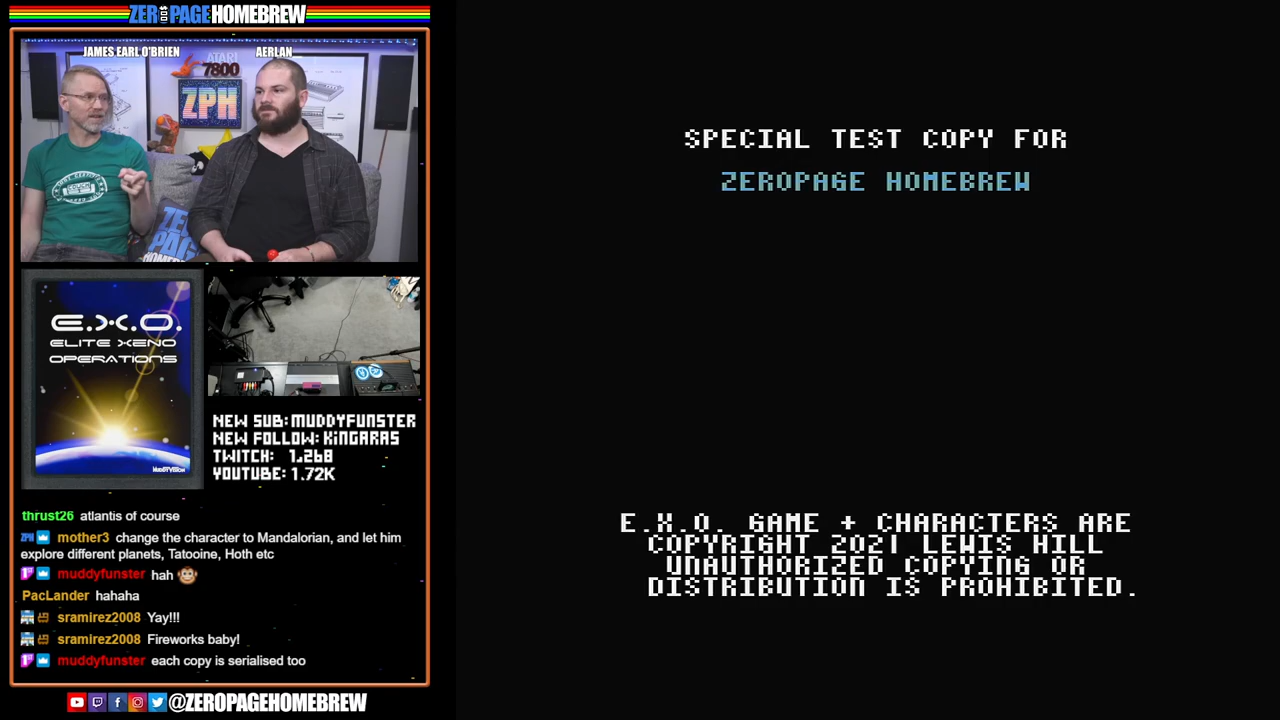 ZEROPAGE HOMEBREW
JAMES EARL O'BRIEN
AERLAN
ATARI
7800
ZPH
E.X.O.
ELITE XENO
OPERATIONS
NEW SUB: MUDDYFUNSTER
NEW FOLLOW: KINGARAS
TWITCH: 1,268
YOUTUBE: 1.72K
thrust26 atlantis of course
mother3 change the character to Mandalorian, and let him
explore different planets, Tatooine, Hoth etc
muddyfunster hah
PacLander hahaha
sramirez2008 Yay!!!
sramirez2008 Fireworks baby!
muddyfunster each copy is serialised too
@ZEROPAGEHOMEBREW
SPECIAL TEST COPY FOR
ZEROPAGE HOMEBREW
E.X.O. GAME + CHARACTERS ARE
COPYRIGHT 2021 LEWIS HILL
UNAUTHORIZED COPYING OR
DISTRIBUTION IS PROHIBITED.